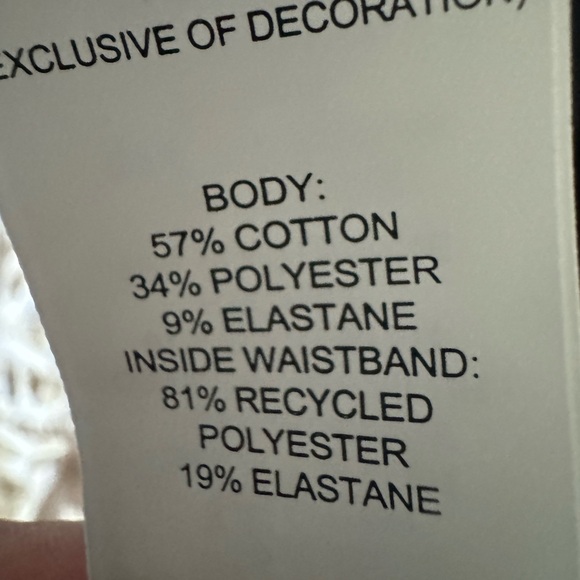 EXCLUSIVE OF DECORATION)
BODY:
57% COTTON
34% POLYESTER
9% ELASTANE
INSIDE WAISTBAND:
81% RECYCLED
POLYESTER
19% ELASTANE